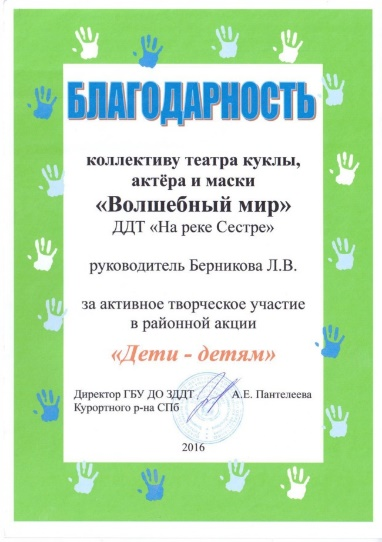 БЛАГОДАРНОСТЬ
коллективу театра куклы,
актёра и маски
«Волшебный мир»
ДДТ «На реке Сестре»
руководитель Берникова Л.В.
за активное творческое участие
в районной акции
«Дети - детям»
Директор ГБУ ДО ЗДДТ А.Е. Пантелеева
Курортного р-на СПб
2016